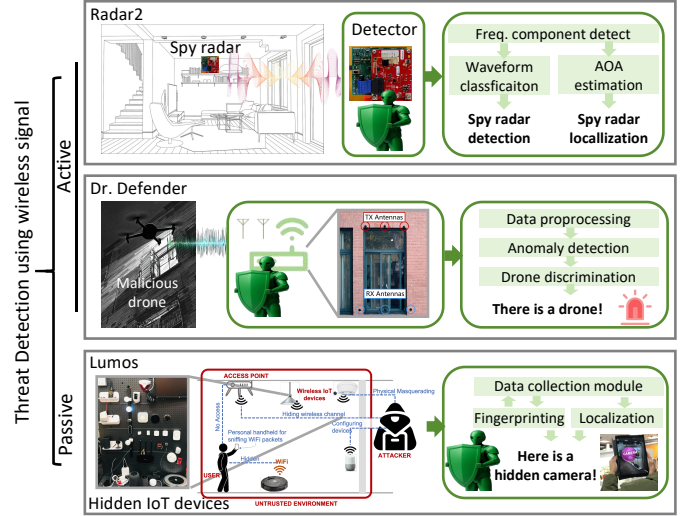 Threat Detection using wireless signal
Active
Passive
Radar2
Spy radar
Detector
Freq. component detect
Waveform
classfication
AOA
estimation
Spy radar
detection
Spy radar
locallization
Dr. Defender
Malicious
drone
TX Antennas
RX Antennas
Data proprocessing
Anomaly detection
Drone discrimination
There is a drone!
Lumos
Hidden IoT devices
ACCESS POINT
Wireless IoT
devices
Physical Masquerading
No Access
Hiding wireless channel
Personal handheld for
sniffing WiFi packets
Configuring
devices
Hidden
WiFi
USER
ATTACKER
UNTRUSTED ENVIRONMENT
Data collection module
Fingerprinting
Localization
Here is a
hidden camera!